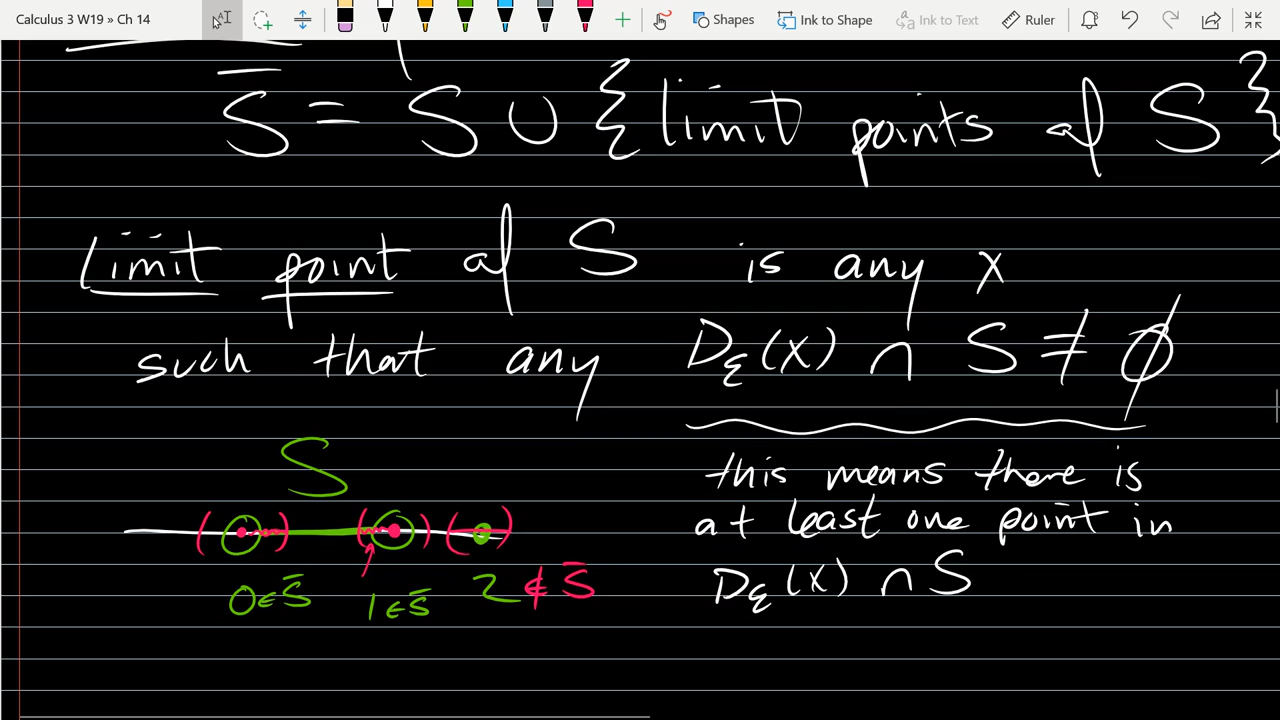 Calculus 3 W19 » Ch 14 Shapes Ink to Shape Ink to Text Ruler
S̅ = S ∪ {limit points of S}
Limit point of S is any x
such that any D_ε(x) ∩ S ≠ ∅
S
this means there is
at least one point in
D_ε(x) ∩ S
( ) ( ) ( )
0 ∈ S̅ 1 ∈ S̅ 2 ∉ S̅